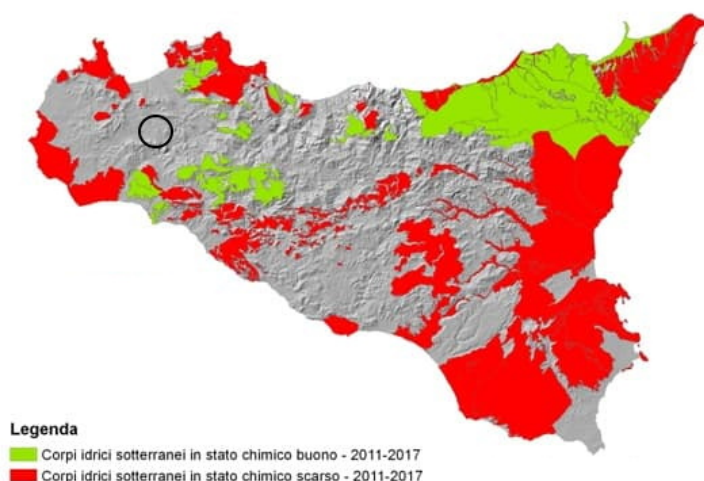 Legenda
Corpi idrici sotterranei in stato chimico buono - 2011-2017
Corpi idrici sotterranei in stato chimico scarso - 2011-2017